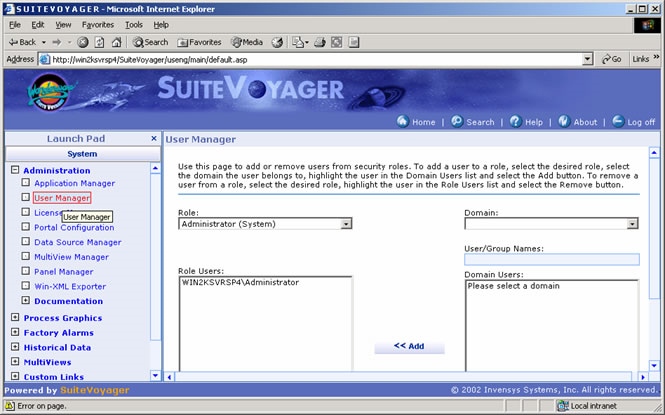 SUITEVOYAGER - Microsoft Internet Explorer
File Edit View Favorites Tools Help
Back Search Favorites Media
Address http://win2ksvrsp4/SuiteVoyager/useng/main/default.asp Go Links »
Wonderware
SUITEVOYAGER
Home | Search | Help | About | Log off
Launch Pad ×
System
Administration
Application Manager
User Manager
License
User Manager
Portal Configuration
Data Source Manager
MultiView Manager
Panel Manager
Win-XML Exporter
Documentation
Process Graphics
Factory Alarms
Historical Data
MultiViews
Custom Links
User Manager
Use this page to add or remove users from security roles. To add a user to a role, select the desired role, select
the domain the user belongs to, highlight the user in the Domain Users list and select the Add button. To remove
a user from a role, select the desired role, highlight the user in the Role Users list and select the Remove button.
Role:
Administrator (System)
Domain:
User/Group Names:
Role Users:
WIN2KSVRSP4\Administrator
Domain Users:
Please select a domain
<< Add
Powered by SuiteVoyager
© 2002 Invensys Systems, Inc. All rights reserved.
Error on page.
Local intranet